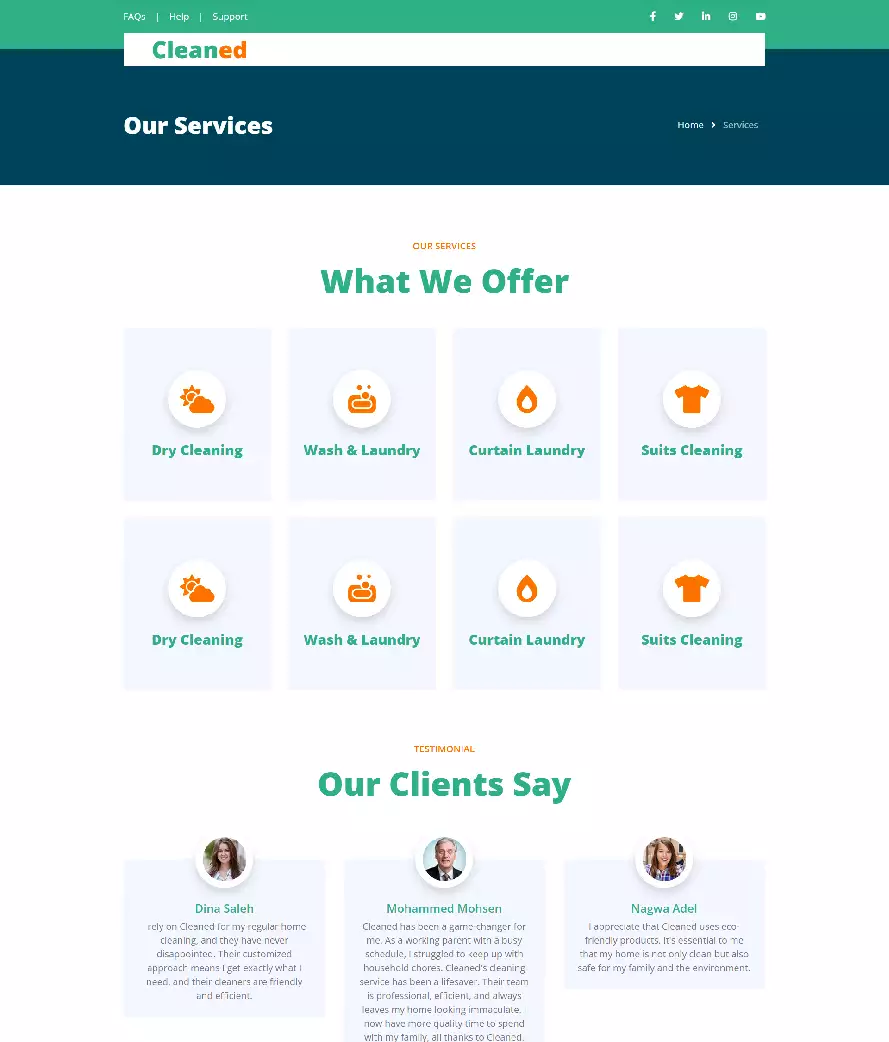 FAQs | Help | Support
Cleaned
Our Services
Home > Services
OUR SERVICES
What We Offer
Dry Cleaning
Wash & Laundry
Curtain Laundry
Suits Cleaning
Dry Cleaning
Wash & Laundry
Curtain Laundry
Suits Cleaning
TESTIMONIAL
Our Clients Say
Dina Saleh
rely on Cleaned for my regular home
cleaning, and they have never
disappointed. Their customized
approach means I get exactly what I
need, and their cleaners are friendly
and efficient.
Mohammed Mohsen
Cleaned has been a game-changer for
me. As a working parent with a busy
schedule, I struggled to keep up with
household chores. Cleaned's cleaning
service has been a lifesaver. Their team
is professional, efficient, and always
leaves my home looking immaculate.
now have more quality time to spend
with my family, all thanks to Cleaned.
Nagwa Adel
I appreciate that Cleaned uses eco-
friendly products. It's essential to me
that my home is not only clean but also
safe for my family and the environment.